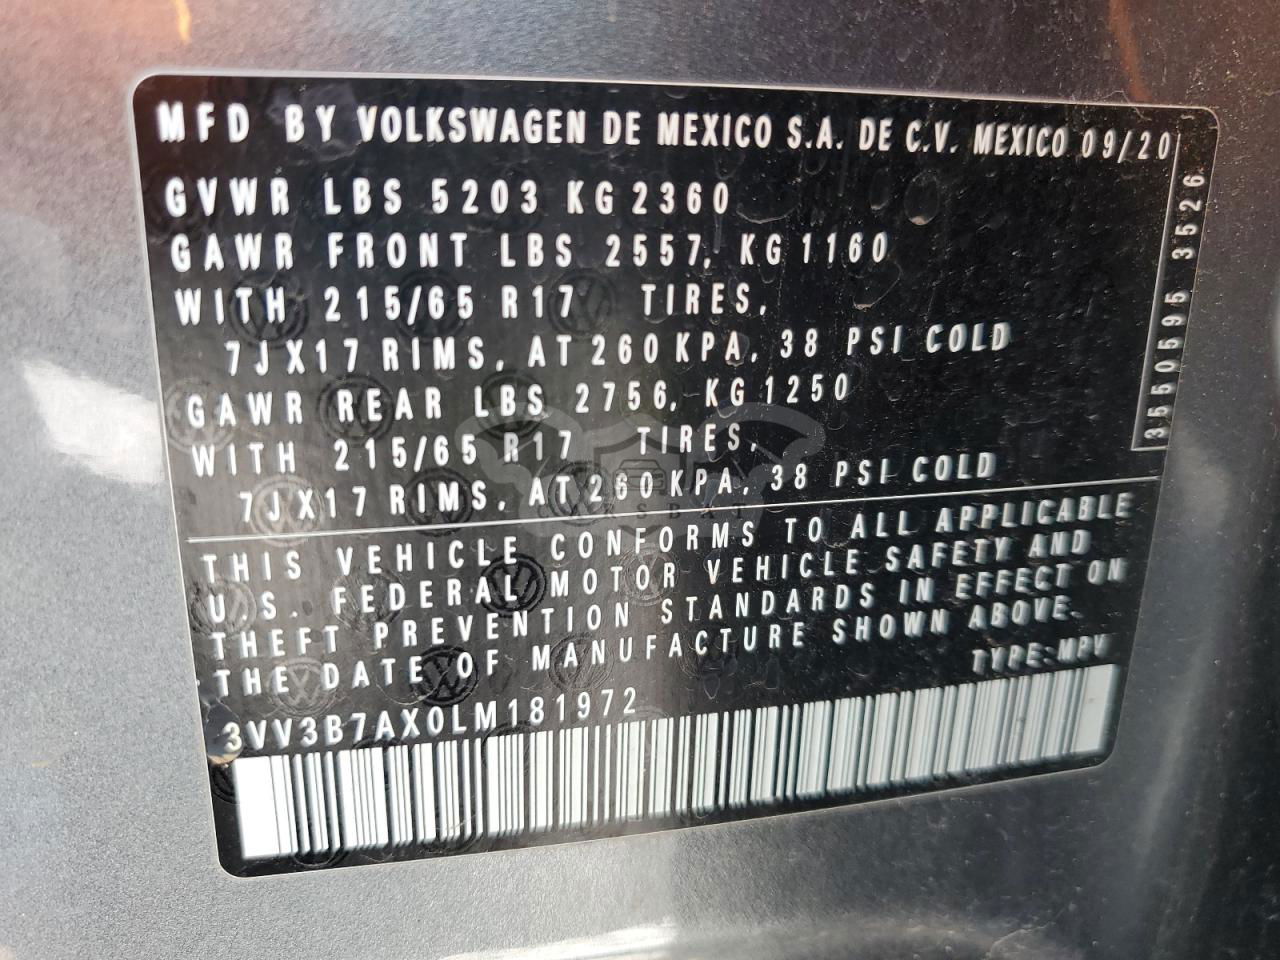 MFD BY VOLKSWAGEN DE MEXICO S.A. DE C.V. MEXICO 09/20
GVWR LBS 5203 KG 2360
GAWR FRONT LBS 2557, KG 1160
WITH 215/65 R17 TIRES,
7JX17 RIMS, AT 260 KPA, 38 PSI COLD
GAWR REAR LBS 2756, KG 1250
WITH 215/65 R17 TIRES,
7JX17 RIMS, AT 260 KPA, 38 PSI COLD
THIS VEHICLE CONFORMS TO ALL APPLICABLE
U.S. FEDERAL MOTOR VEHICLE SAFETY AND
THEFT PREVENTION STANDARDS IN EFFECT ON
THE DATE OF MANUFACTURE SHOWN ABOVE.
TYPE: MPV
3VV3B7AX0LM181972
3550595 3526